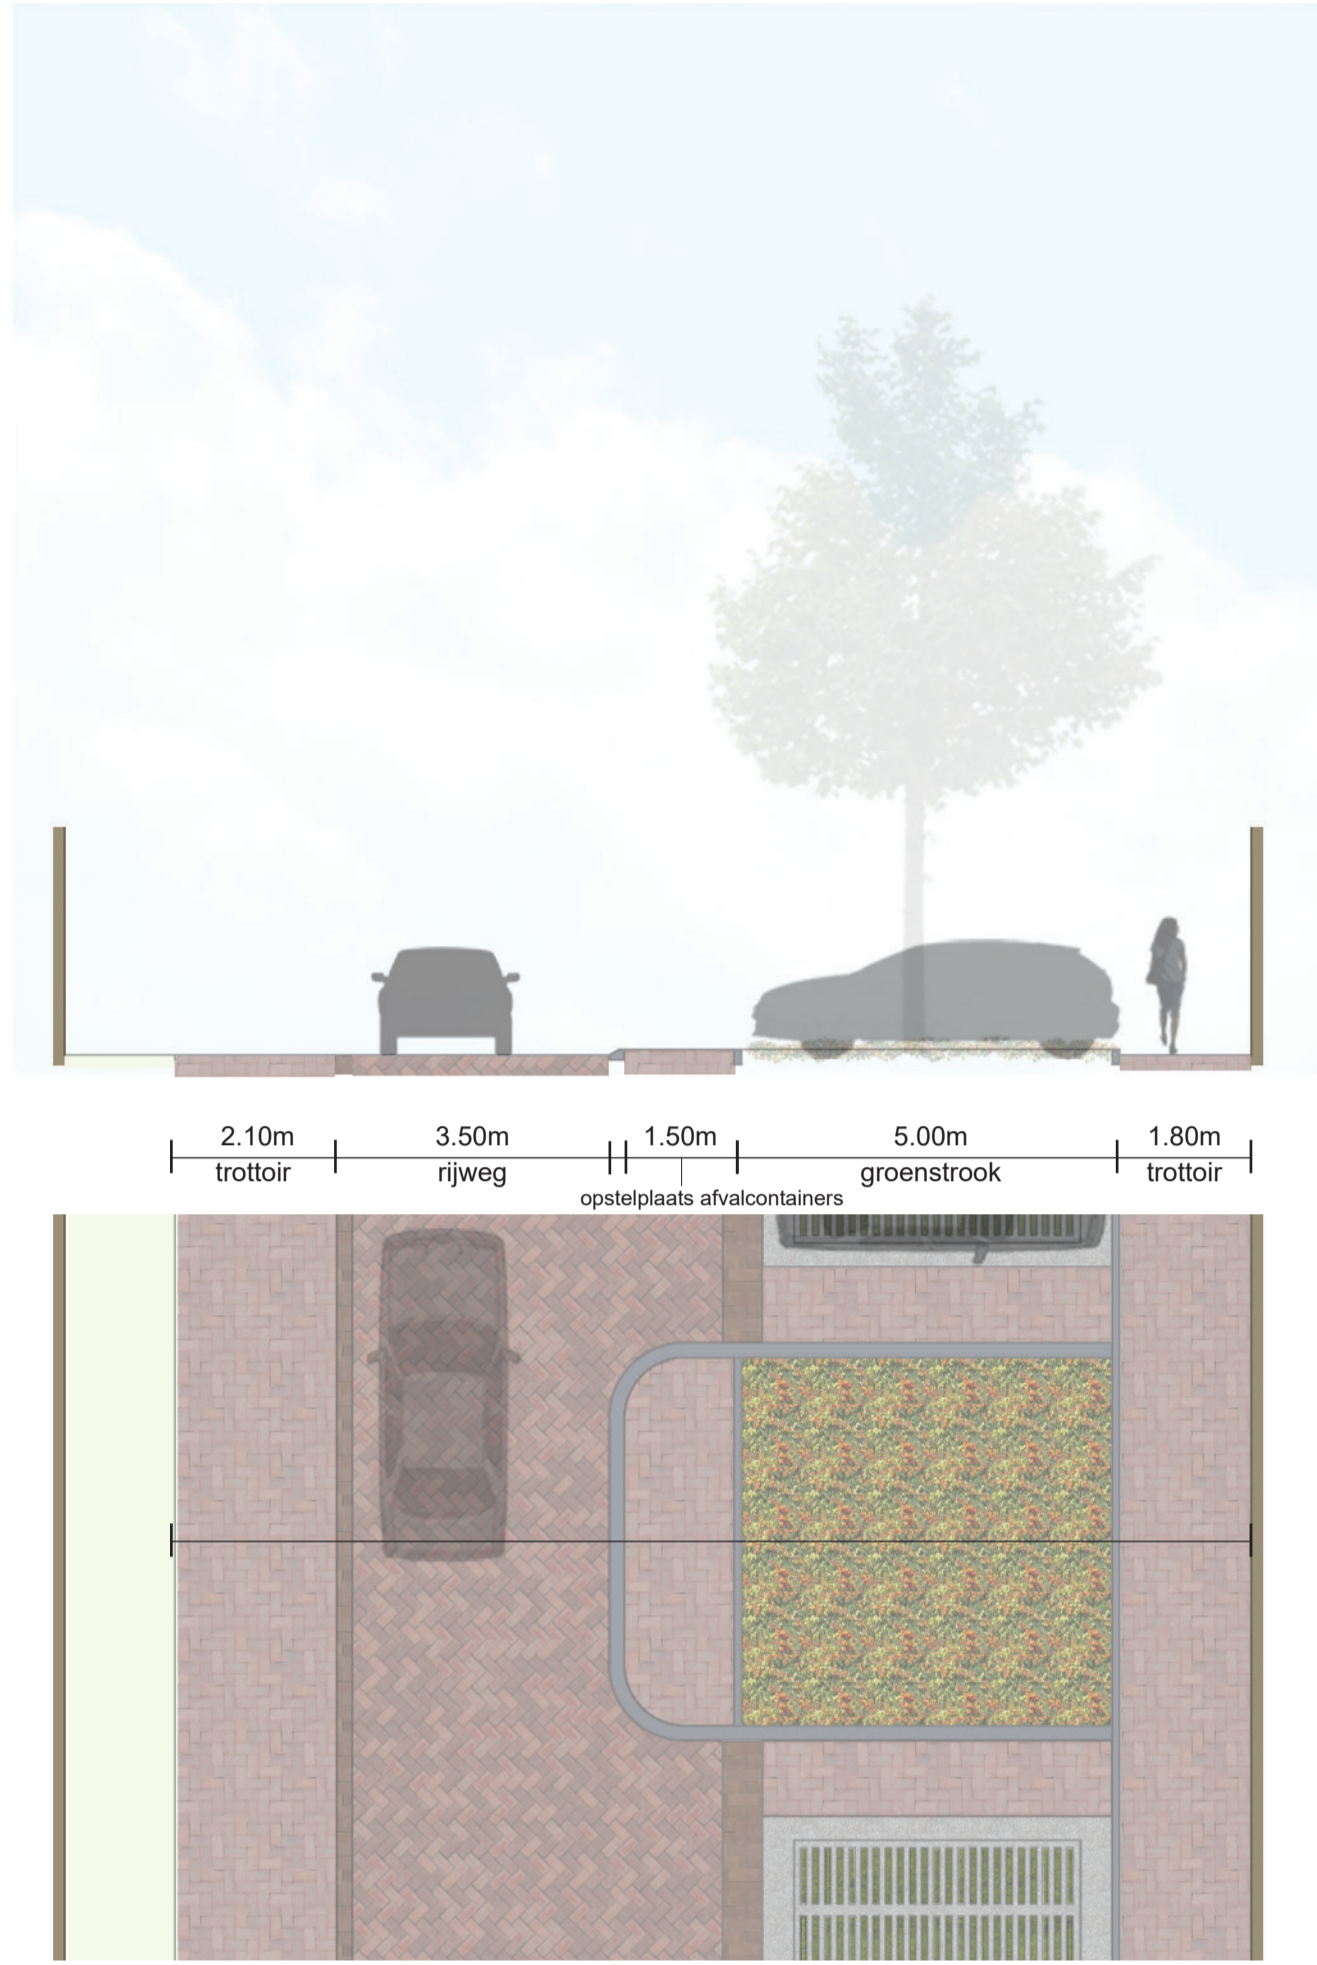 2.10m 3.50m 1.50m 5.00m 1.80m
trottoir rijweg groenstrook trottoir
opstelplaats afvalcontainers